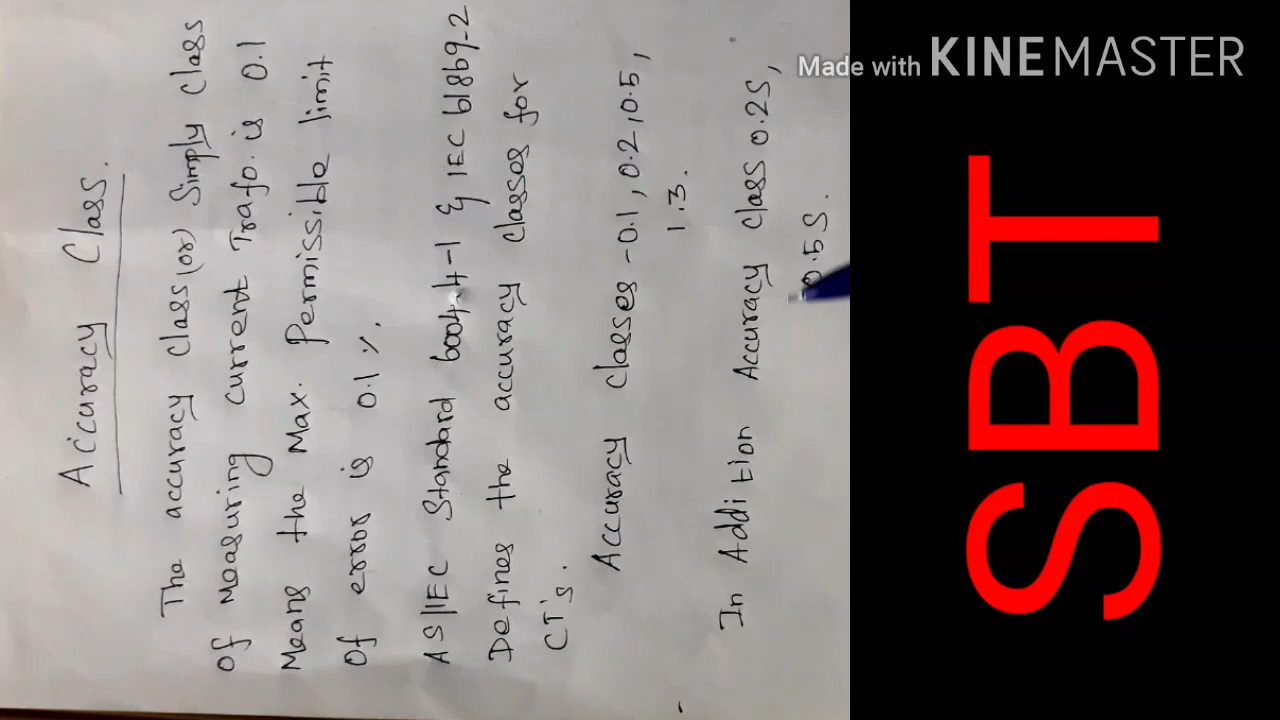 Accuracy Class.
The accuracy class (or) Simply Class
of Measuring current Trafo. is 0.1
Means the Max. Permissible limit
Of error is 0.1 %.
AS/IEC Standard 60044-1 & IEC 61869-2
Defines the accuracy classes for
CT's.
Accuracy classes - 0.1, 0.2, 0.5,
1.3.
In Addition Accuracy class 0.2S,
0.5S.
Made with KINEMASTER
SBT